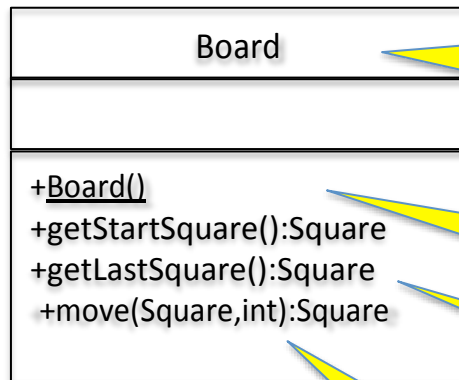 Board
+Board()
+getStartSquare():Square
+getLastSquare():Square
+move(Square,int):Square